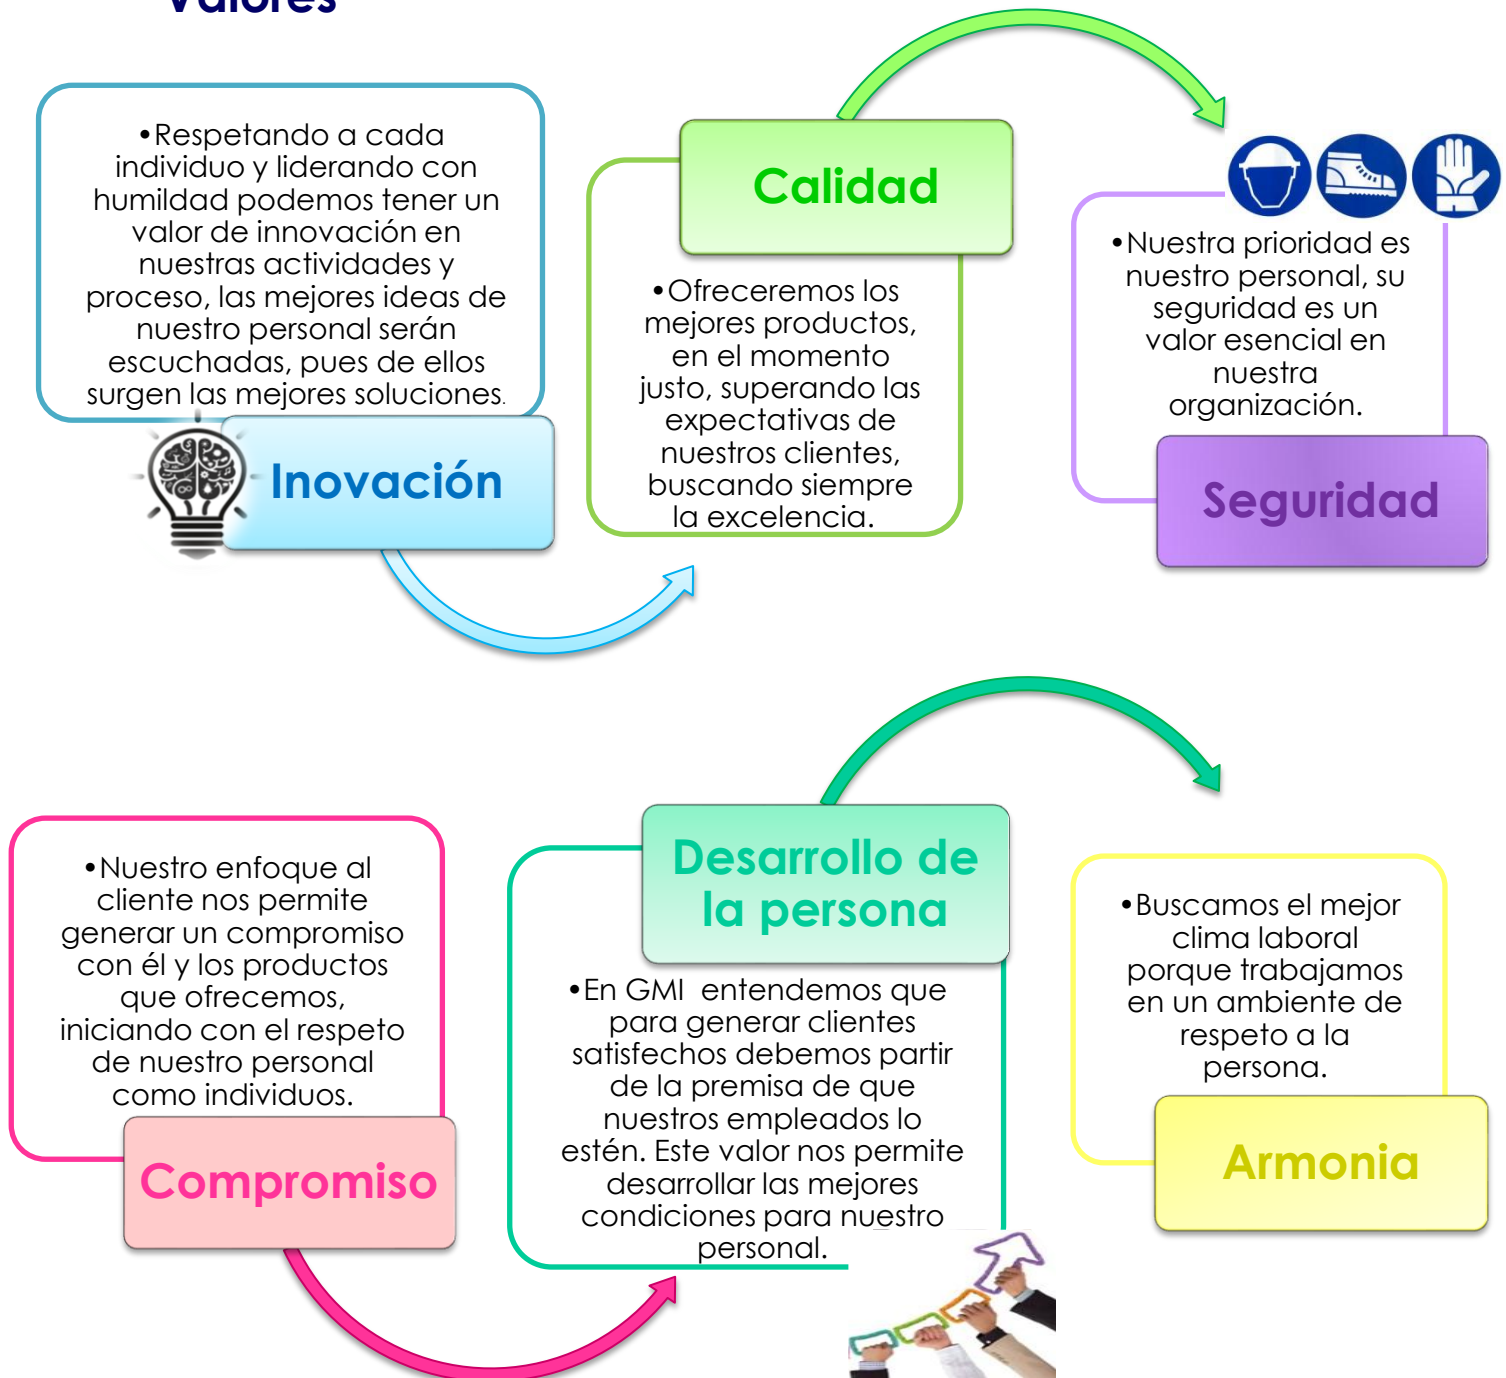 Valores
•Respetando a cada
individuo y liderando con
humildad podemos tener un
valor de innovación en
nuestras actividades y
proceso, las mejores ideas de
nuestro personal serán
escuchadas, pues de ellos
surgen las mejores soluciones.
Inovación
Calidad
•Ofreceremos los
mejores productos,
en el momento
justo, superando las
expectativas de
nuestros clientes,
buscando siempre
la excelencia.
•Nuestra prioridad es
nuestro personal, su
seguridad es un
valor esencial en
nuestra
organización.
Seguridad
•Nuestro enfoque al
cliente nos permite
generar un compromiso
con él y los productos
que ofrecemos,
iniciando con el respeto
de nuestro personal
como individuos.
Compromiso
Desarrollo de
la persona
•En GMI entendemos que
para generar clientes
satisfechos debemos partir
de la premisa de que
nuestros empleados lo
estén. Este valor nos permite
desarrollar las mejores
condiciones para nuestro
personal.
•Buscamos el mejor
clima laboral
porque trabajamos
en un ambiente de
respeto a la
persona.
Armonia